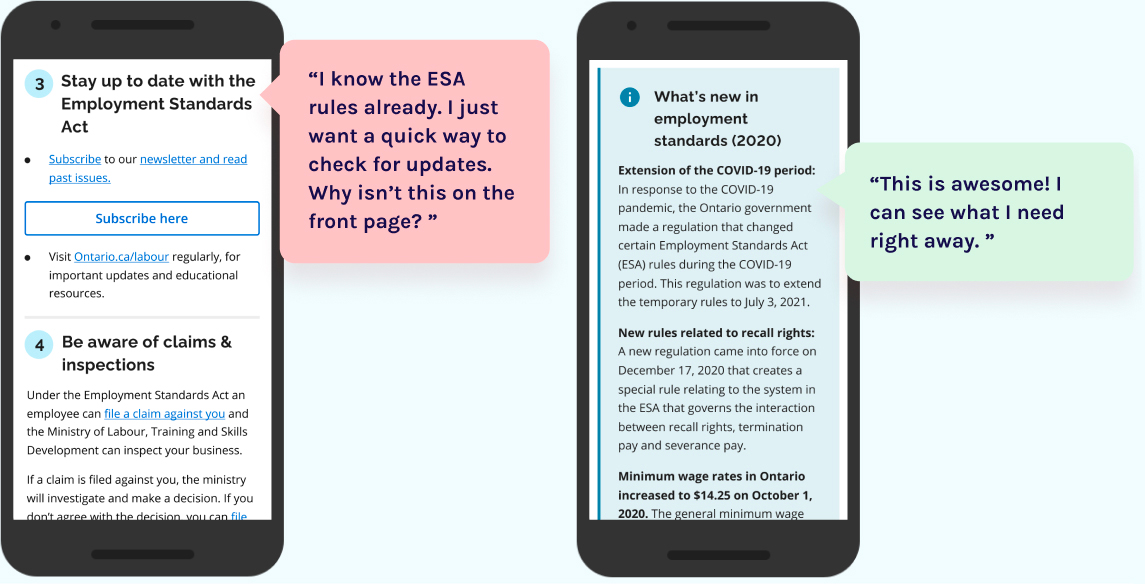 3 Stay up to date with the
Employment Standards
Act
• Subscribe to our newsletter and read
past issues.
Subscribe here
• Visit Ontario.ca/labour regularly, for
important updates and educational
resources.
4 Be aware of claims &
inspections
Under the Employment Standards Act an
employee can file a claim against you and
the Ministry of Labour, Training and Skills
Development can inspect your business.
If a claim is filed against you, the ministry
will investigate and make a decision. If you
don't agree with the decision, you can file
“I know the ESA
rules already. I just
want a quick way to
check for updates.
Why isn’t this on the
front page? ”
i What’s new in
employment
standards (2020)
Extension of the COVID-19 period:
In response to the COVID-19
pandemic, the Ontario government
made a regulation that changed
certain Employment Standards Act
(ESA) rules during the COVID-19
period. This regulation was to extend
the temporary rules to July 3, 2021.
New rules related to recall rights:
A new regulation came into force on
December 17, 2020 that creates a
special rule relating to the system in
the ESA that governs the interaction
between recall rights, termination
pay and severance pay.
Minimum wage rates in Ontario
increased to $14.25 on October 1,
2020. The general minimum wage
“This is awesome! I
can see what I need
right away. ”